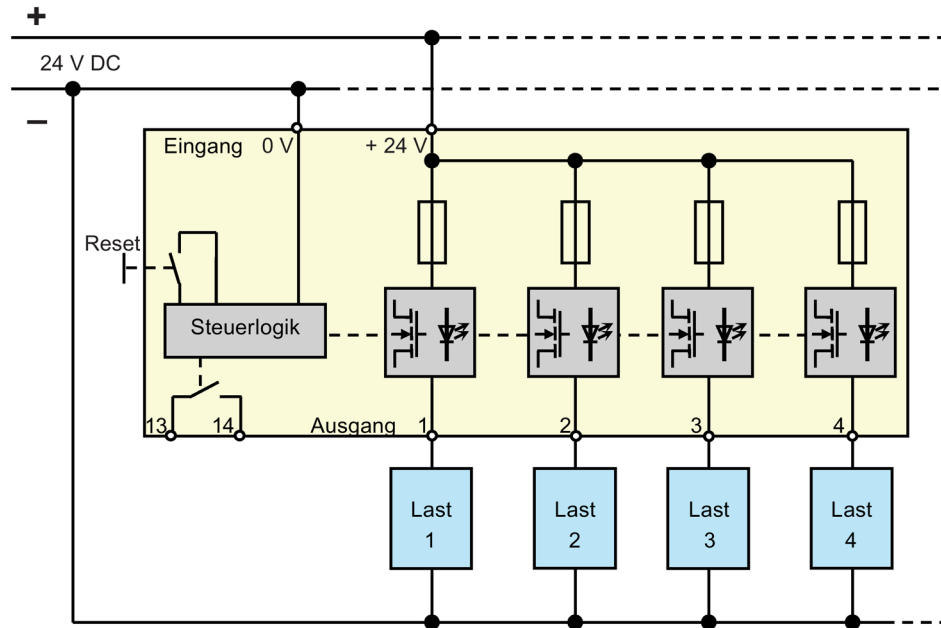 +
24 V DC
–
Eingang 0 V + 24 V
Reset
Steuerlogik
13 14 Ausgang 1 2 3 4
Last
1
Last
2
Last
3
Last
4